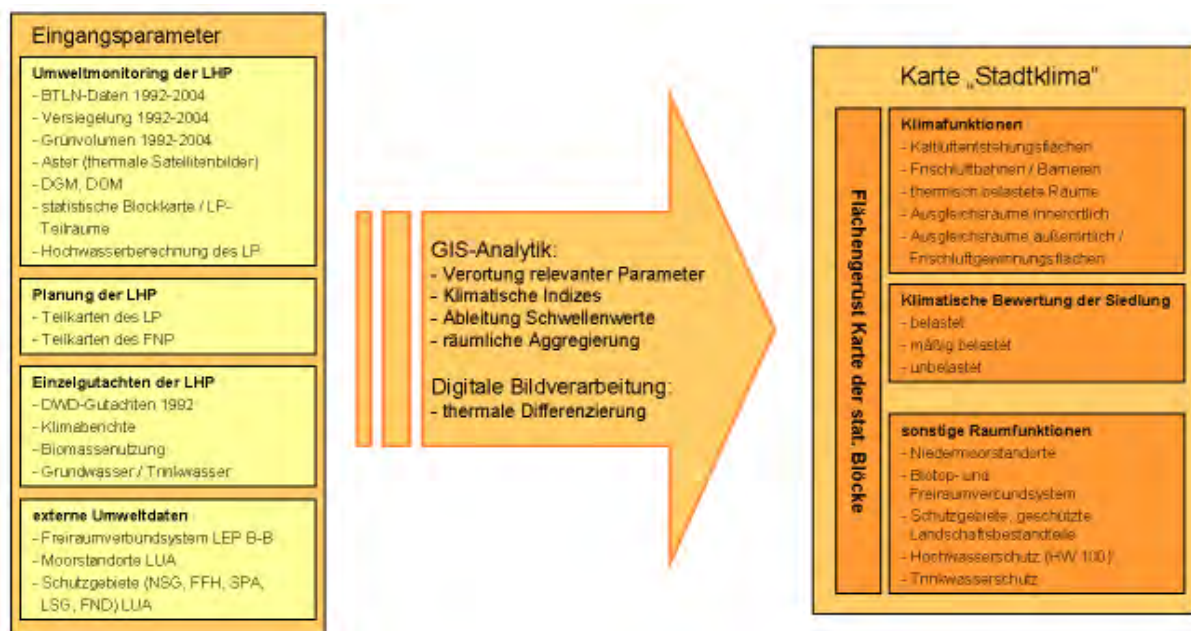 Eingangsparameter
Umweltmonitoring der LHP
- BTLN-Daten 1992-2004
- Versiegelung 1992-2004
- Grünvolumen 1992-2004
- Aster (thermale Satellitenbilder)
- DGM, DOM
- statistische Blockkarte / LP-
Teilräume
- Hochwasserberechnung des LP
Planung der LHP
- Teilkarten des LP
- Teilkarten des FNP
Einzelgutachten der LHP
- DWD-Gutachten 1992
- Klimaberichte
- Biomassenutzung
- Grundwasser / Trinkwasser
externe Umweltdaten
- Freiraumverbundsystem LEP B-B
- Moorstandorte LUA
- Schutzgebiete (NSG, FFH, SPA,
LSG, FND) LUA
GIS-Analytik:
- Verortung relevanter Parameter
- Klimatische Indizes
- Ableitung Schwellenwerte
- räumliche Aggregierung
Digitale Bildverarbeitung:
- thermale Differenzierung
Karte „Stadtklima"
Flächengerüst Karte der stat. Blöcke
Klimafunktionen
- Kaltluftentstehungsflächen
- Frischluftbahnen / Barrieren
- thermisch belastete Räume
- Ausgleichsräume innerörtlich
- Ausgleichsräume außerörtlich /
Frischluftgewinnungsflächen
Klimatische Bewertung der Siedlung
- belastet
- mäßig belastet
- unbelastet
sonstige Raumfunktionen
- Niedermoorstandorte
- Biotop- und
Freiraumverbundsystem
- Schutzgebiete, geschützte
Landschaftsbestandteile
- Hochwasserschutz (HW 100)
- Trinkwasserschutz